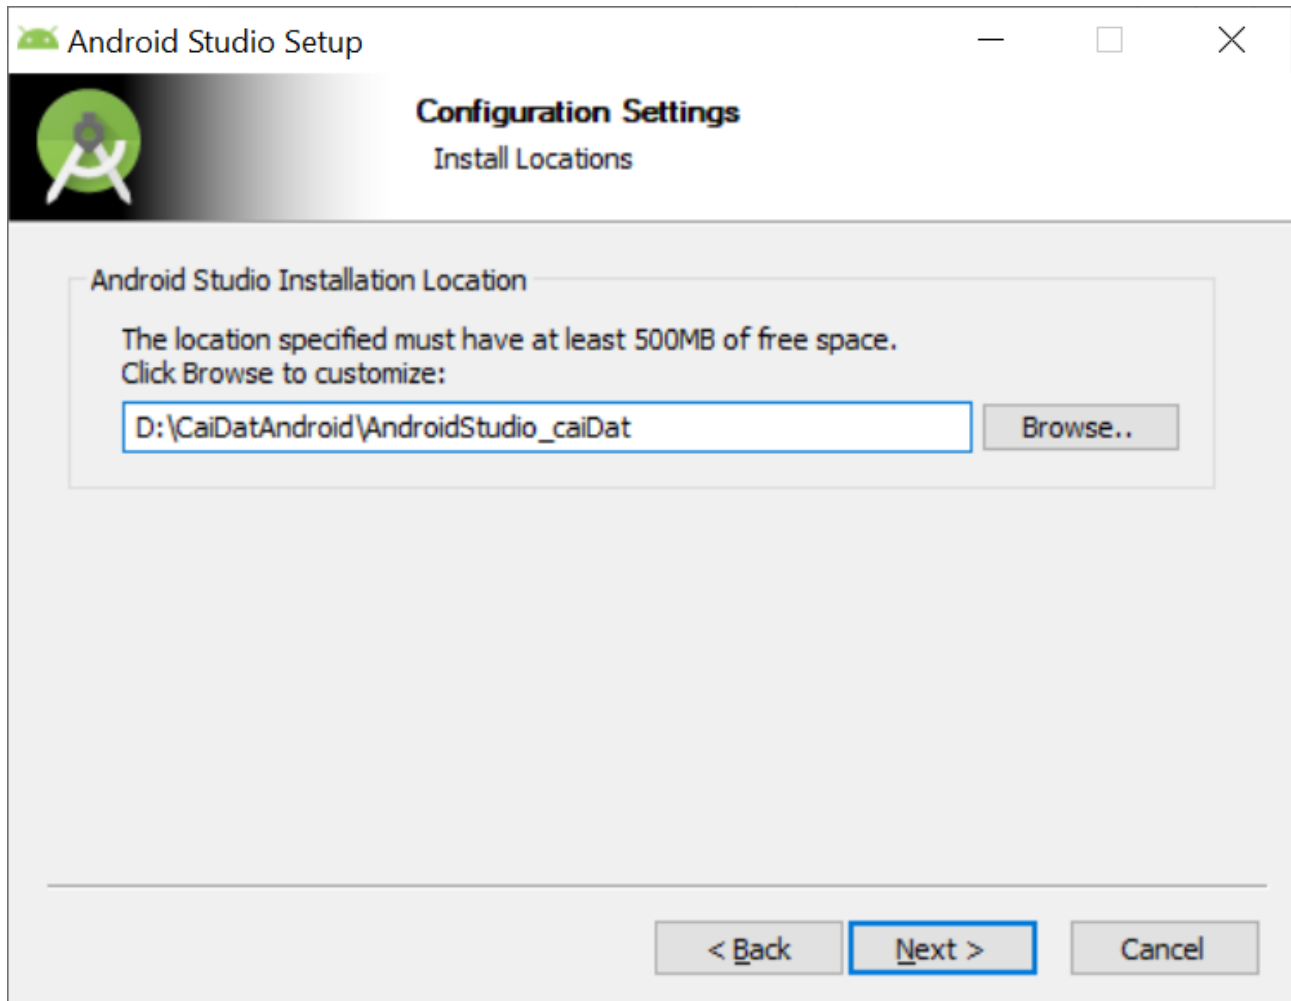 Android Studio Setup
Configuration Settings
Install Locations
Android Studio Installation Location
The location specified must have at least 500MB of free space.
Click Browse to customize:
D:\CaiDatAndroid\AndroidStudio_caiDat
Browse..
< Back
Next >
Cancel